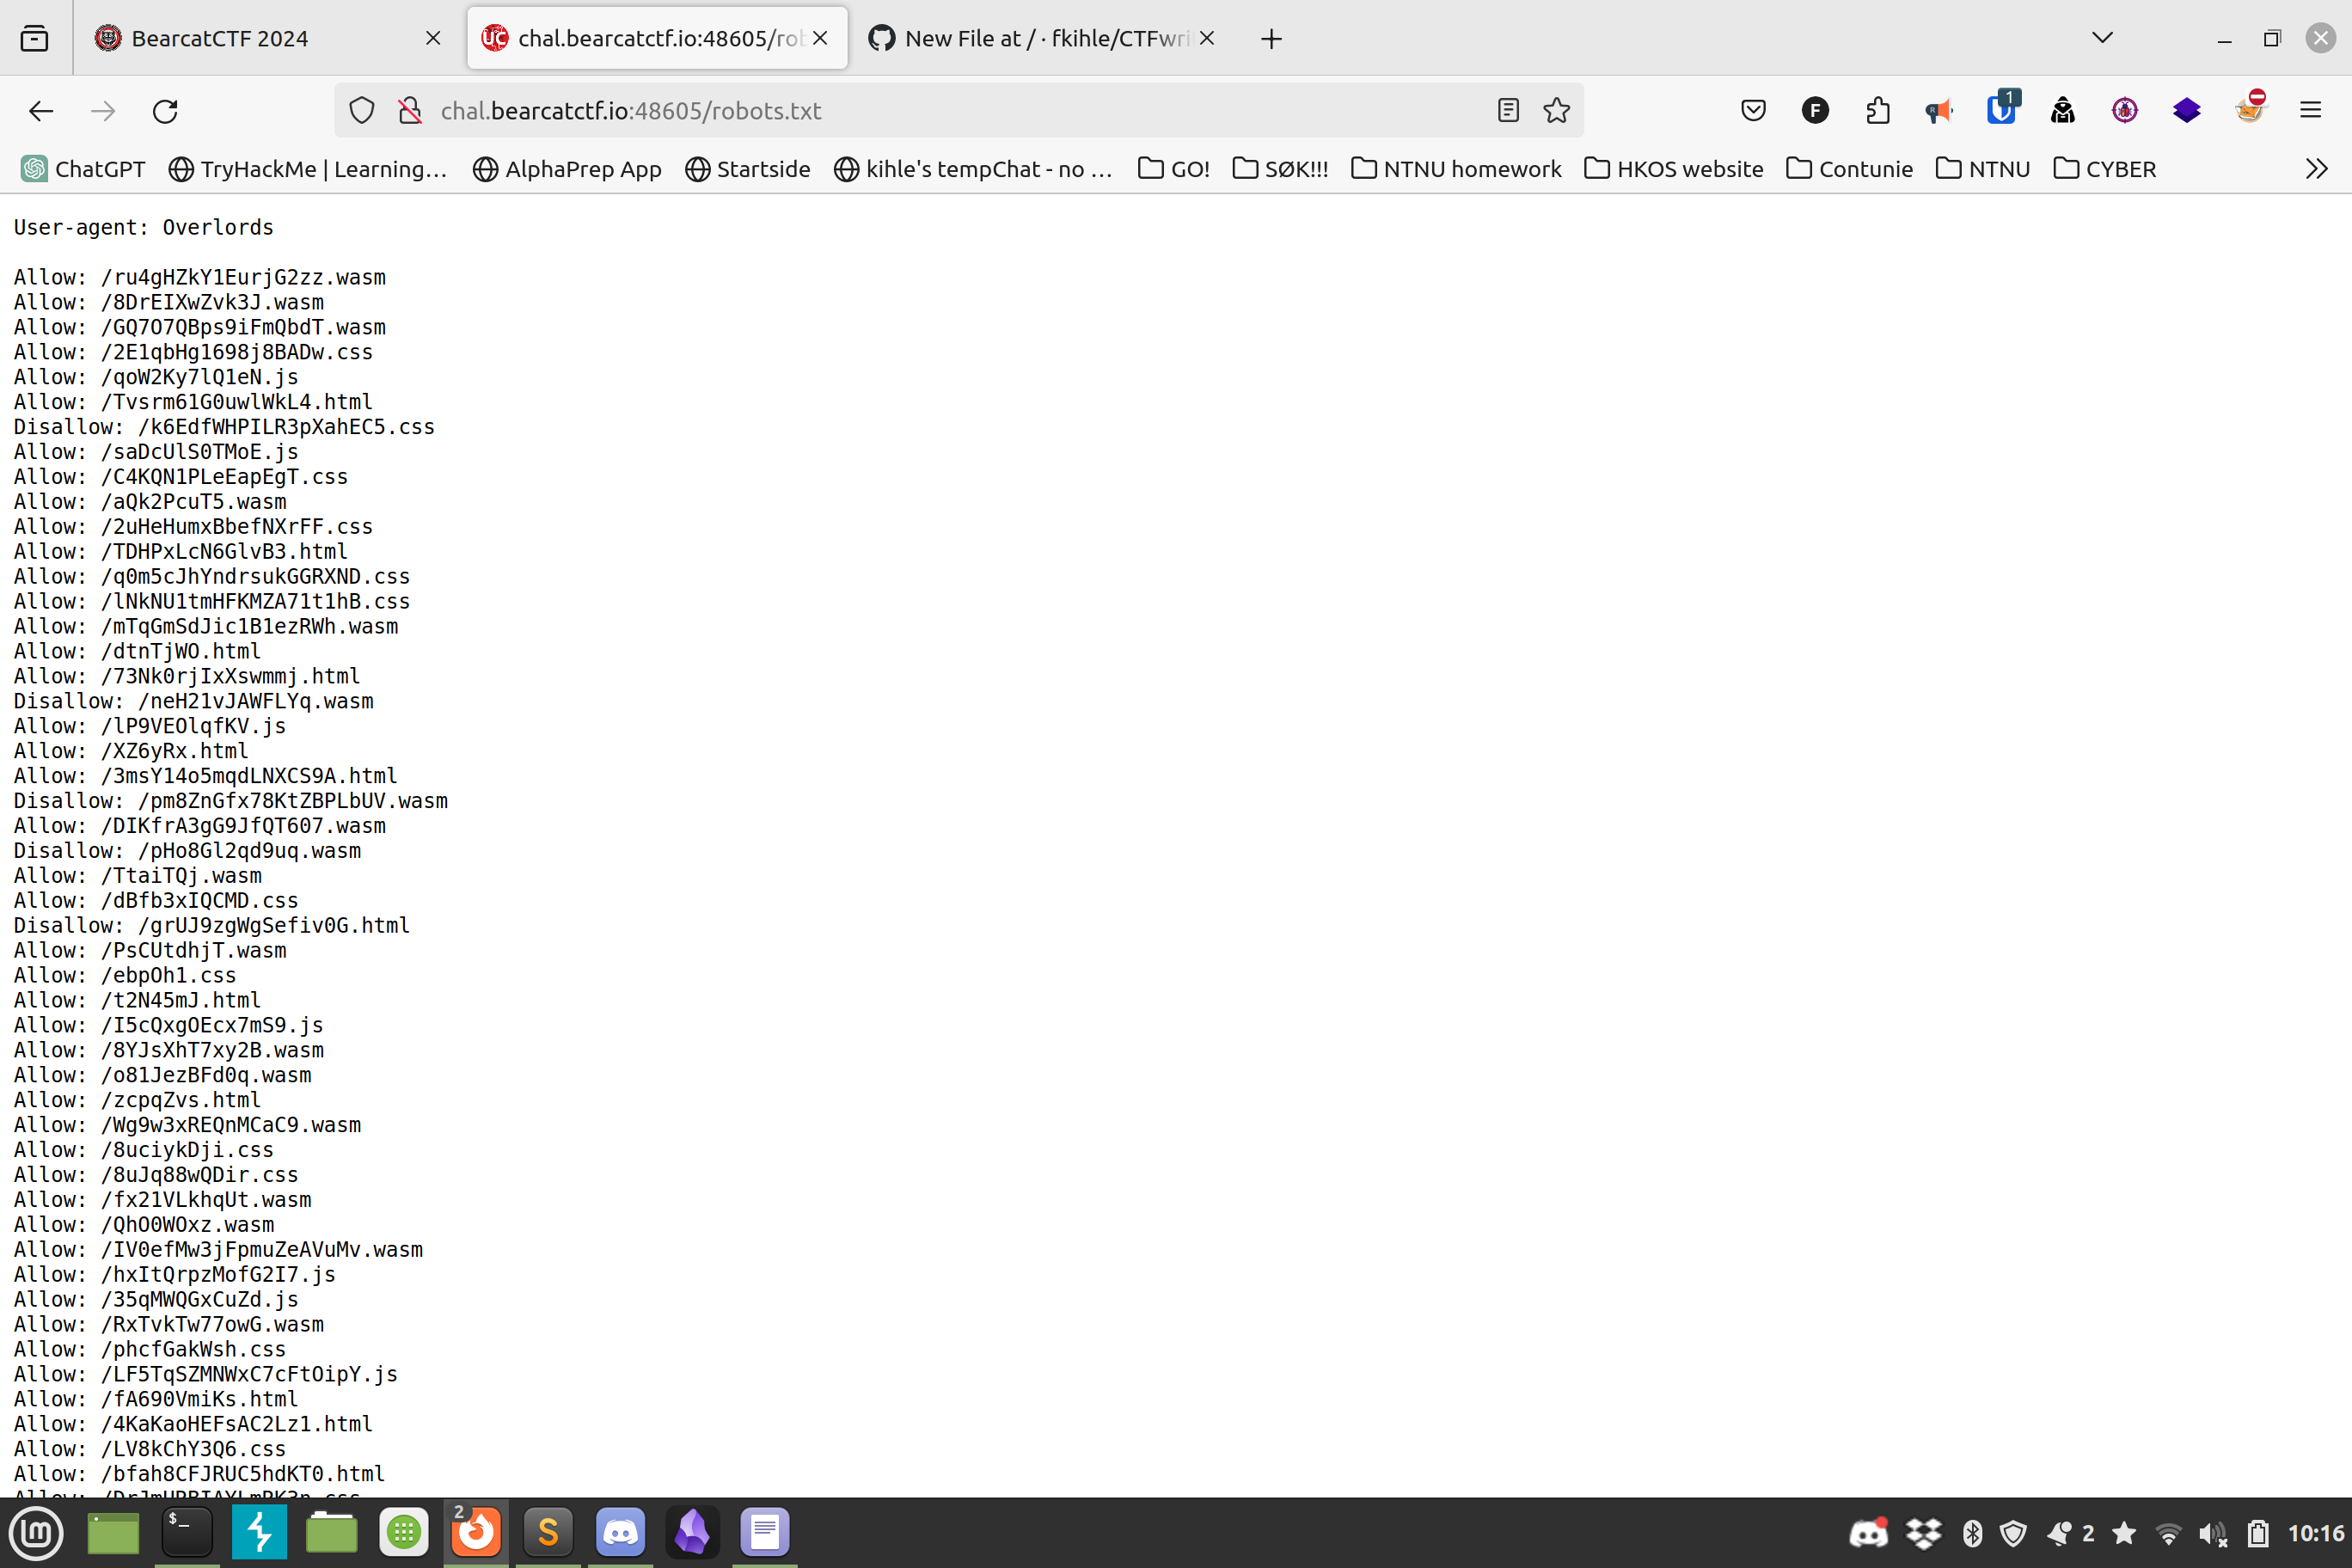 BearcatCTF 2024
chal.bearcatctf.io:48605/rob
New File at / · fkihle/CTFwri
chal.bearcatctf.io:48605/robots.txt
1
ChatGPT
TryHackMe | Learning…
AlphaPrep App
Startside
kihle's tempChat - no …
GO!
SØK!!!
NTNU homework
HKOS website
Contunie
NTNU
CYBER
User-agent: Overlords
Allow: /ru4gHZkY1EurjG2zz.wasm
Allow: /8DrEIXwZvk3J.wasm
Allow: /GQ7O7QBps9iFmQbdT.wasm
Allow: /2E1qbHg1698j8BADw.css
Allow: /qoW2Ky7lQ1eN.js
Allow: /Tvsrm61G0uwlWkL4.html
Disallow: /k6EdfWHPILR3pXahEC5.css
Allow: /saDcUlS0TMoE.js
Allow: /C4KQN1PLeEapEgT.css
Allow: /aQk2PcuT5.wasm
Allow: /2uHeHumxBbefNXrFF.css
Allow: /TDHPxLcN6GlvB3.html
Allow: /q0m5cJhYndrsukGGRXND.css
Allow: /lNkNU1tmHFKMZA71t1hB.css
Allow: /mTqGmSdJic1B1ezRWh.wasm
Allow: /dtnTjWO.html
Allow: /73Nk0rjIxXswmmj.html
Disallow: /neH21vJAWFLYq.wasm
Allow: /lP9VEOlqfKV.js
Allow: /XZ6yRx.html
Allow: /3msY14o5mqdLNXCS9A.html
Disallow: /pm8ZnGfx78KtZBPLbUV.wasm
Allow: /DIKfrA3gG9JfQT607.wasm
Disallow: /pHo8Gl2qd9uq.wasm
Allow: /TtaiTQj.wasm
Allow: /dBfb3xIQCMD.css
Disallow: /grUJ9zgWgSefiv0G.html
Allow: /PsCUtdhjT.wasm
Allow: /ebpOh1.css
Allow: /t2N45mJ.html
Allow: /I5cQxgOEcx7mS9.js
Allow: /8YJsXhT7xy2B.wasm
Allow: /o81JezBFd0q.wasm
Allow: /zcpqZvs.html
Allow: /Wg9w3xREQnMCaC9.wasm
Allow: /8uciykDji.css
Allow: /8uJq88wQDir.css
Allow: /fx21VLkhqUt.wasm
Allow: /QhO0WOxz.wasm
Allow: /IV0efMw3jFpmuZeAVuMv.wasm
Allow: /hxItQrpzMofG2I7.js
Allow: /35qMWQGxCuZd.js
Allow: /RxTvkTw77owG.wasm
Allow: /phcfGakWsh.css
Allow: /LF5TqSZMNWxC7cFtOipY.js
Allow: /fA690VmiKs.html
Allow: /4KaKaoHEFsAC2Lz1.html
Allow: /LV8kChY3Q6.css
Allow: /bfah8CFJRUC5hdKT0.html
2
2
10:16